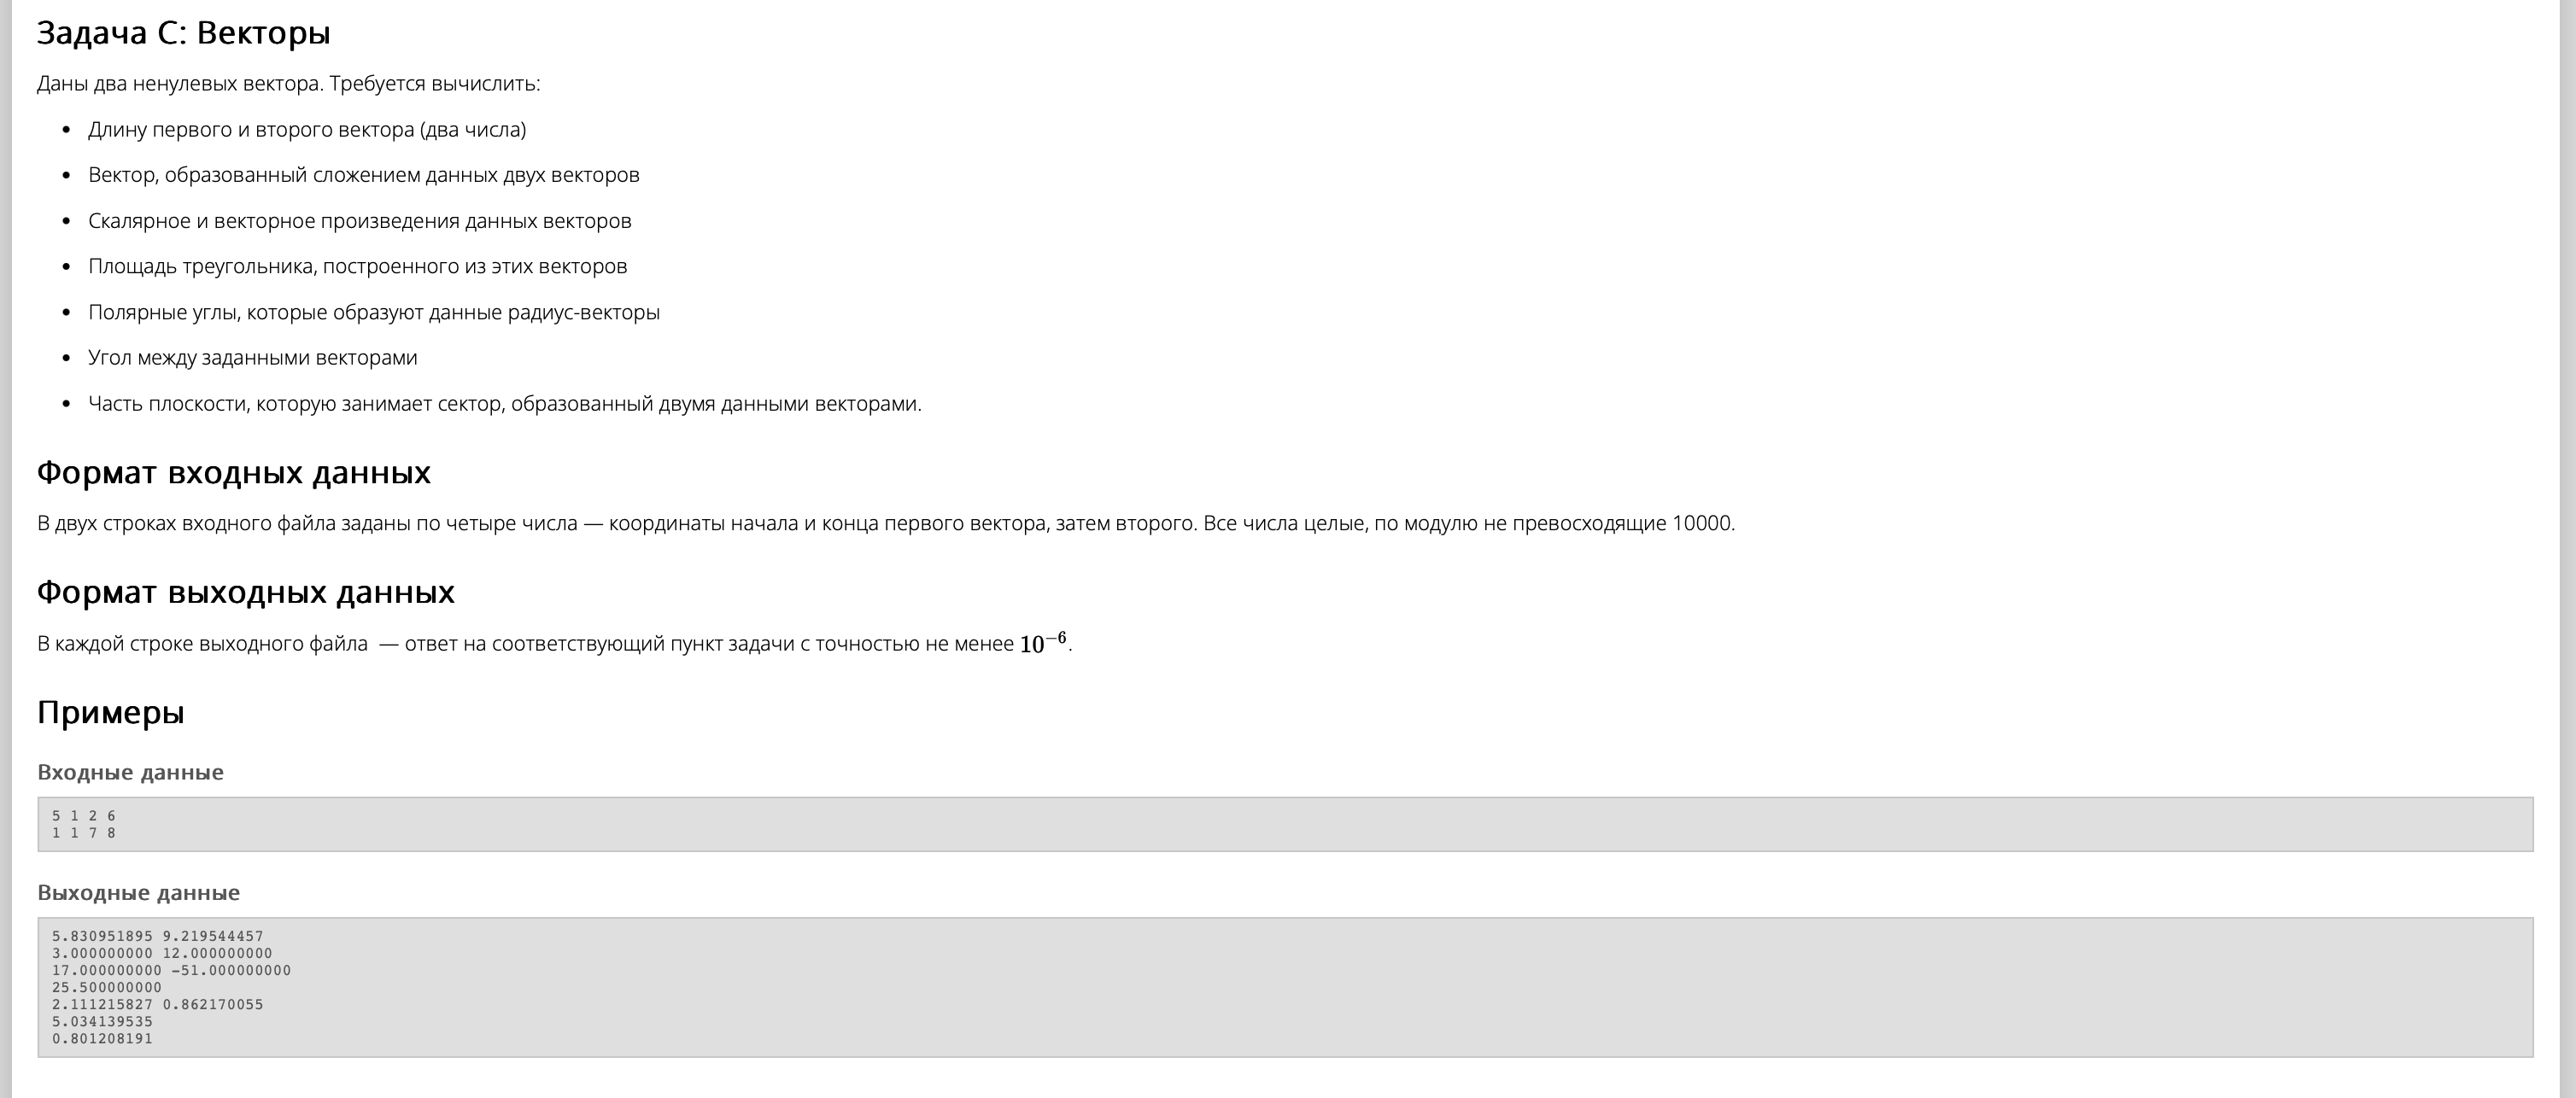 Задача C: Векторы
Даны два ненулевых вектора. Требуется вычислить:
• Длину первого и второго вектора (два числа)
• Вектор, образованный сложением данных двух векторов
• Скалярное и векторное произведения данных векторов
• Площадь треугольника, построенного из этих векторов
• Полярные углы, которые образуют данные радиус-векторы
• Угол между заданными векторами
• Часть плоскости, которую занимает сектор, образованный двумя данными векторами.
Формат входных данных
В двух строках входного файла заданы по четыре числа — координаты начала и конца первого вектора, затем второго. Все числа целые, по модулю не превосходящие 10000.
Формат выходных данных
В каждой строке выходного файла — ответ на соответствующий пункт задачи с точностью не менее 10⁻⁶.
Примеры
Входные данные
5 1 2 6
1 1 7 8
Выходные данные
5.830951895 9.219544457
3.000000000 12.000000000
17.000000000 -51.000000000
25.500000000
2.111215827 0.862170055
5.034139535
0.801208191